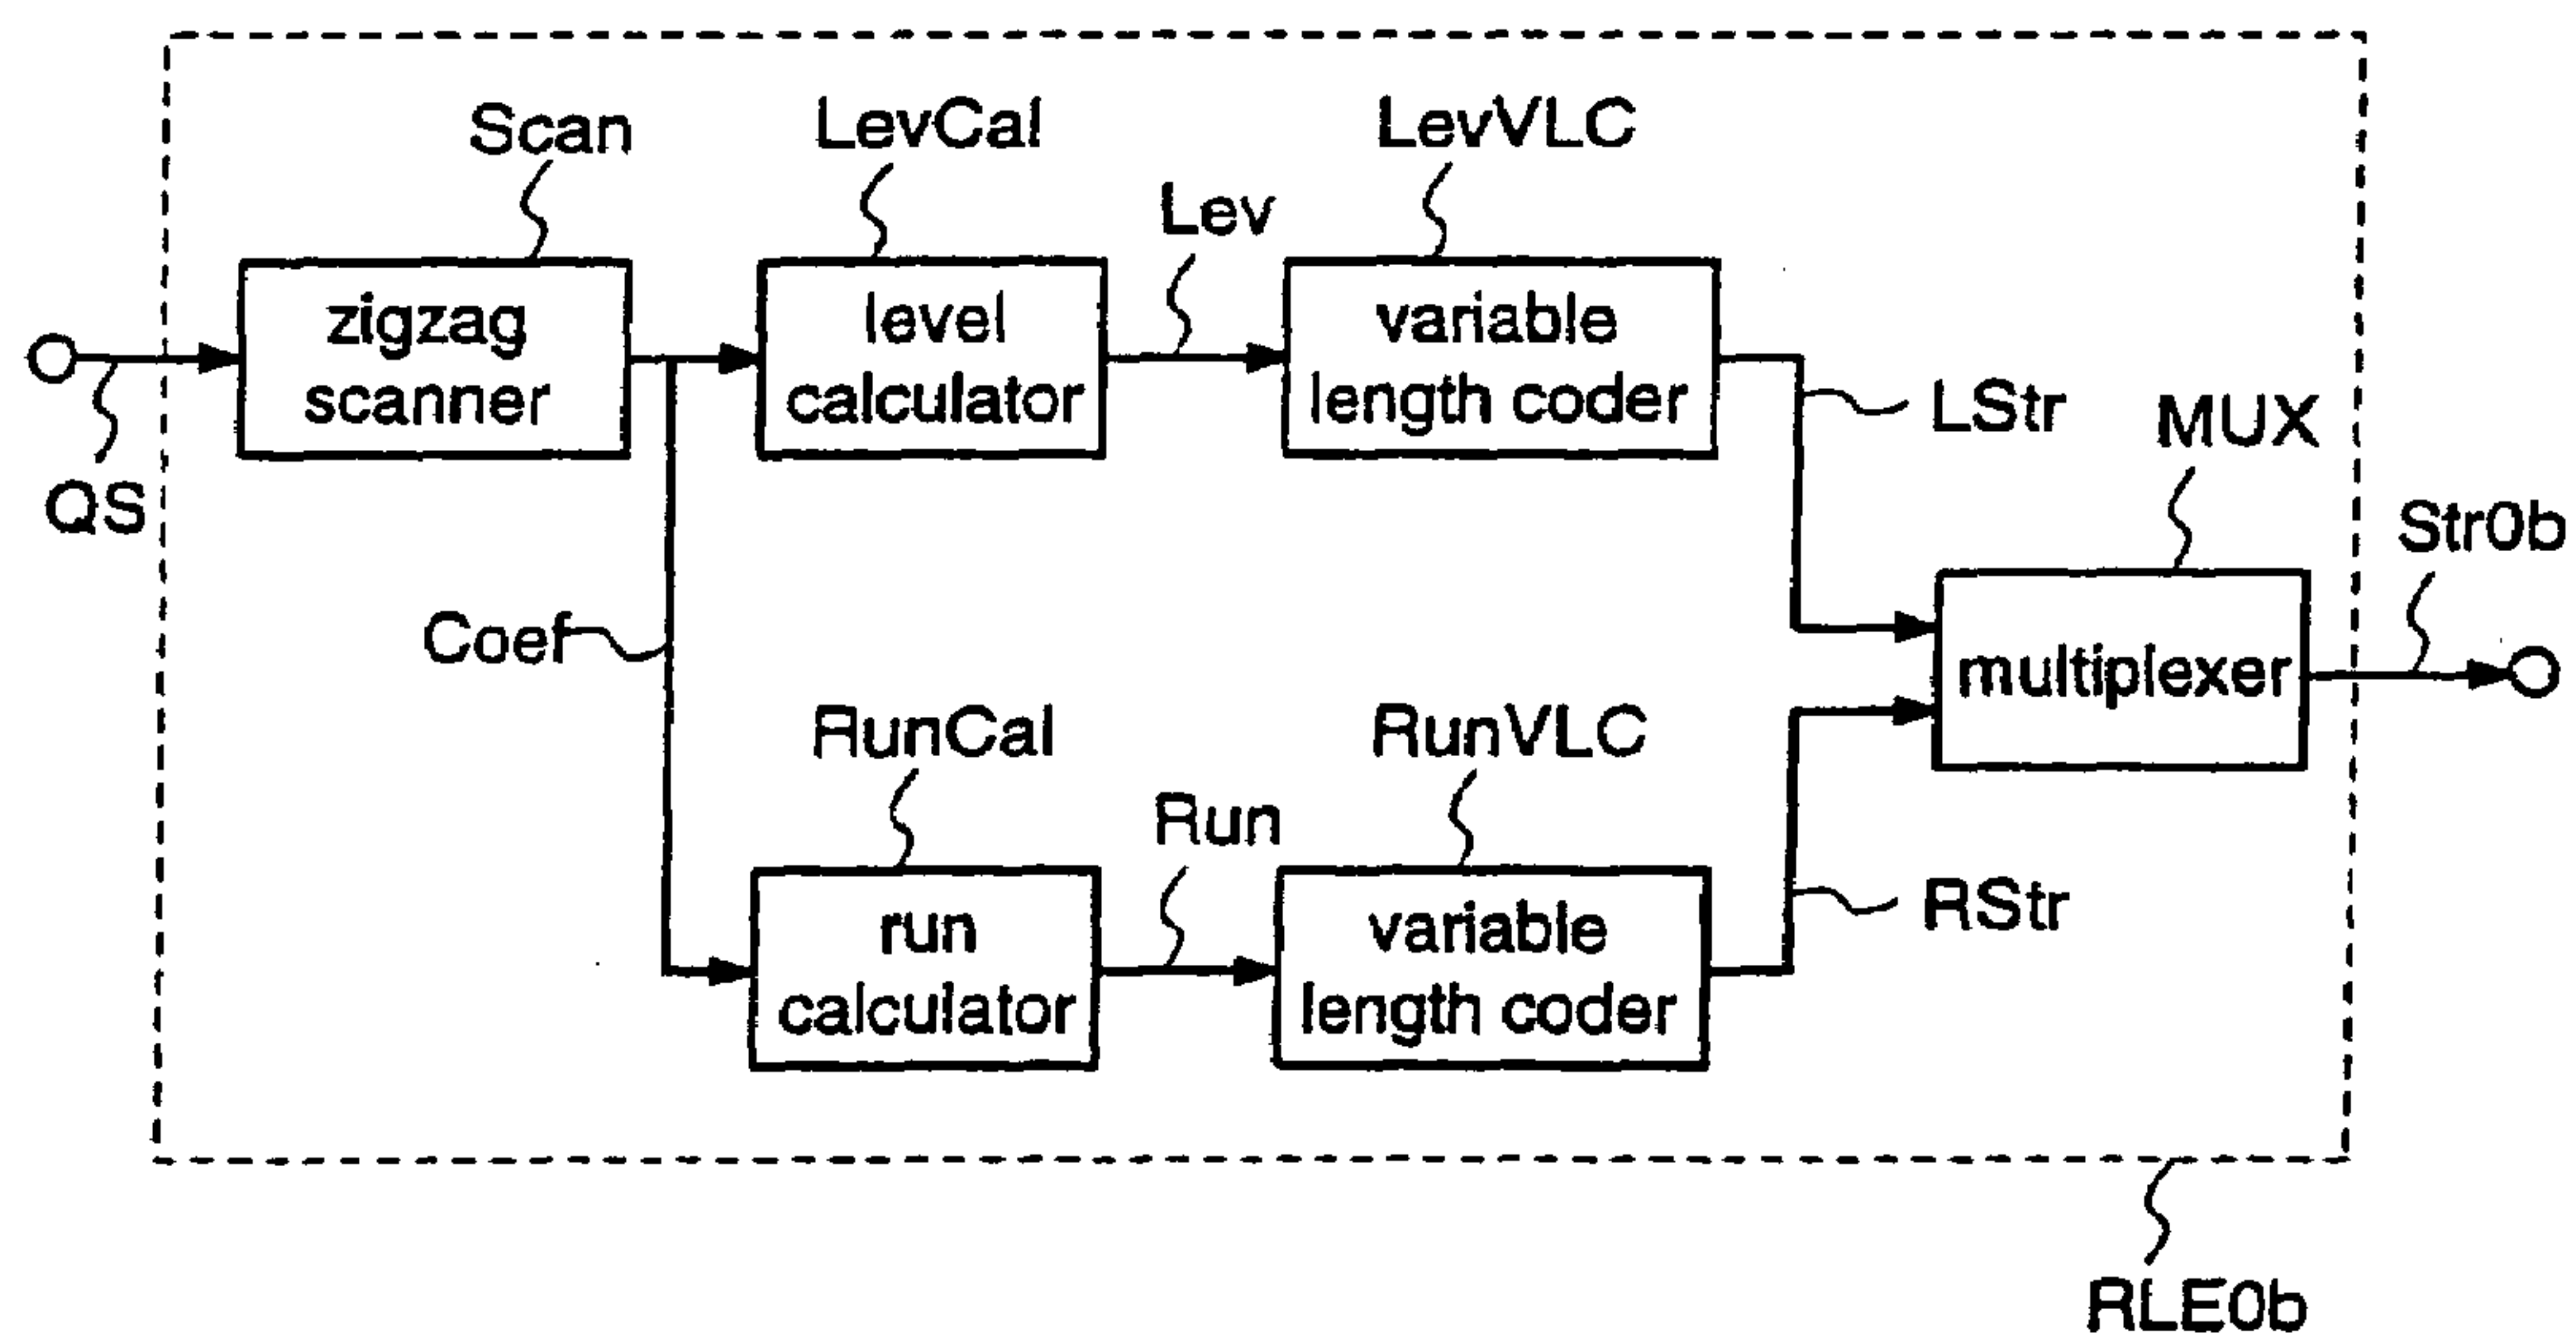 Scan
LevCal
LevVLC
Lev
zigzag
scanner
level
calculator
variable
length coder
QS
LStr
MUX
Str0b
Coef
multiplexer
RunCal
RunVLC
Run
run
calculator
variable
length coder
RStr
RLE0b